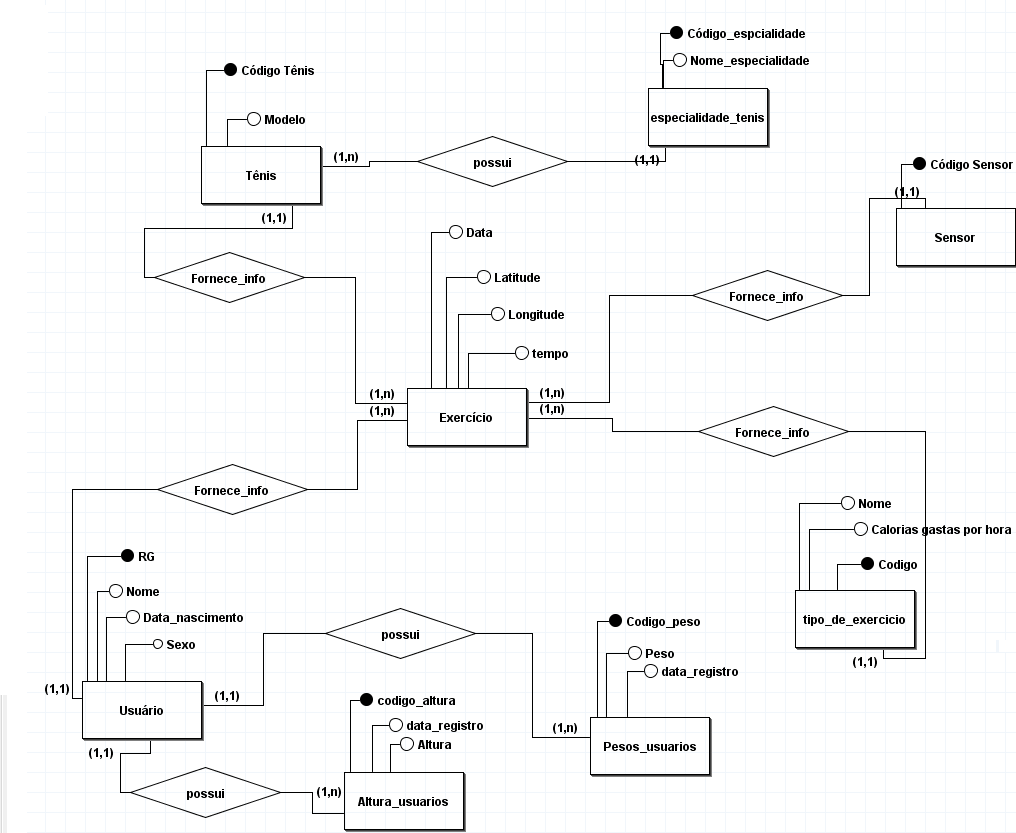 Código_espcialidade
Nome_especialidade
especialidade_tenis
Código Tênis
Modelo
Tênis
(1,n)
possui
(1,1)
(1,1)
Fornece_info
Código Sensor
(1,1)
Sensor
Fornece_info
Data
Latitude
Longitude
tempo
(1,n)
(1,n)
Exercício
(1,n)
(1,n)
Fornece_info
Fornece_info
Nome
Calorias gastas por hora
Codigo
tipo_de_exercicio
(1,1)
RG
Nome
Data_nascimento
Sexo
(1,1)
Usuário
(1,1)
(1,1)
possui
Codigo_peso
Peso
data_registro
(1,n)
Pesos_usuarios
codigo_altura
data_registro
Altura
possui
(1,n)
Altura_usuarios